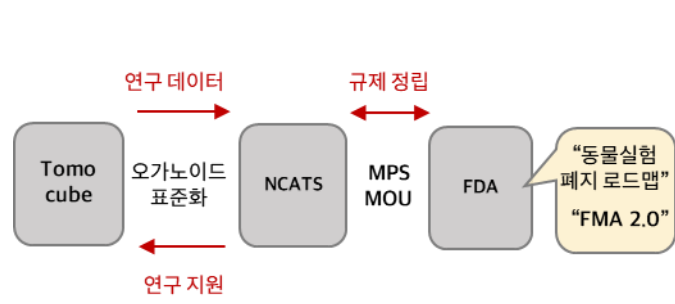 연구 데이터
규제 정립
Tomo
cube
오가노이드
표준화
NCATS
MPS
MOU
FDA
“동물실험
폐지 로드맵”
“FMA 2.0”
연구 지원